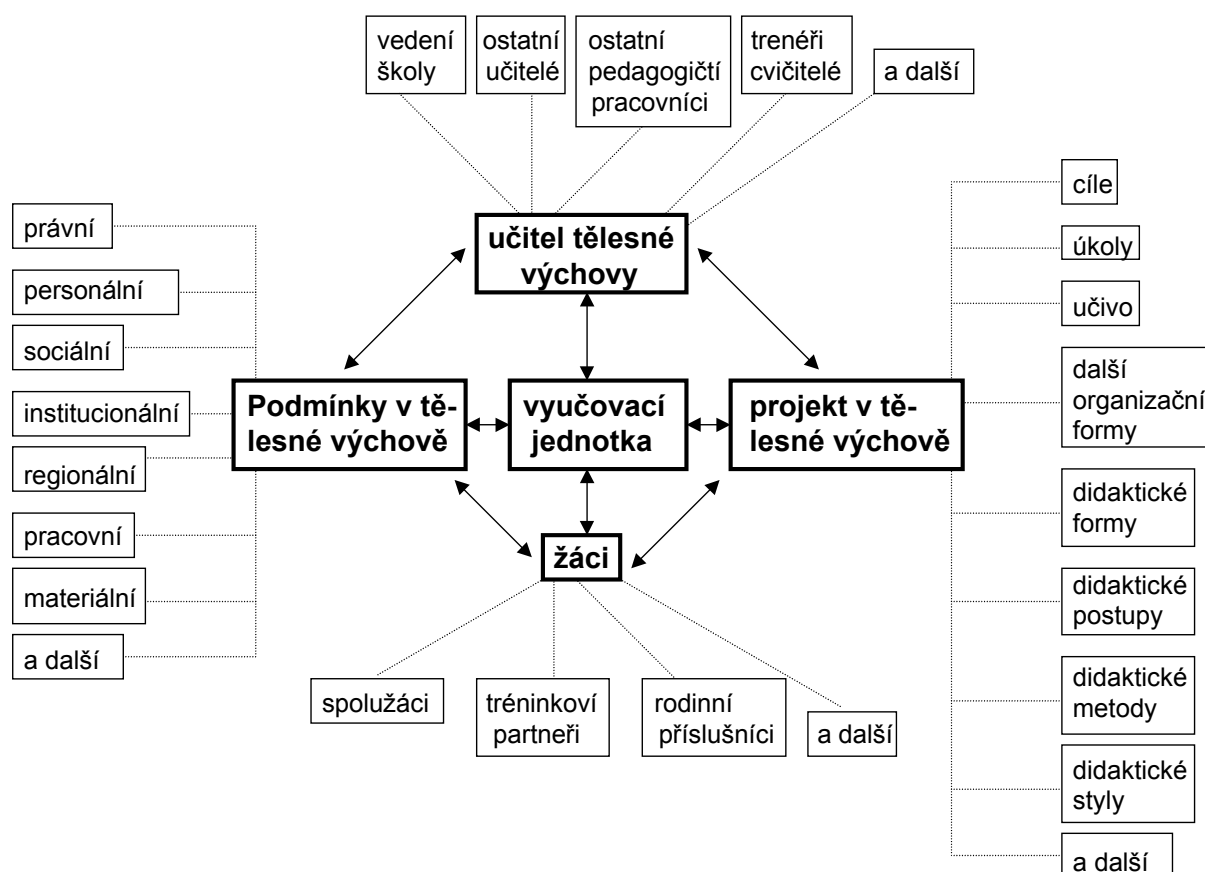 vedení
školy
ostatní
učitelé
ostatní
pedagogičtí
pracovníci
trenéři
cvičitelé
a další
učitel tělesné
výchovy
právní
personální
sociální
institucionální
regionální
pracovní
materiální
a další
Podmínky v tě-
lesné výchově
vyučovací
jednotka
projekt v tě-
lesné výchově
cíle
úkoly
učivo
další
organizační
formy
didaktické
formy
didaktické
postupy
didaktické
metody
didaktické
styly
a další
žáci
spolužáci
tréninkoví
partneři
rodinní
příslušníci
a další